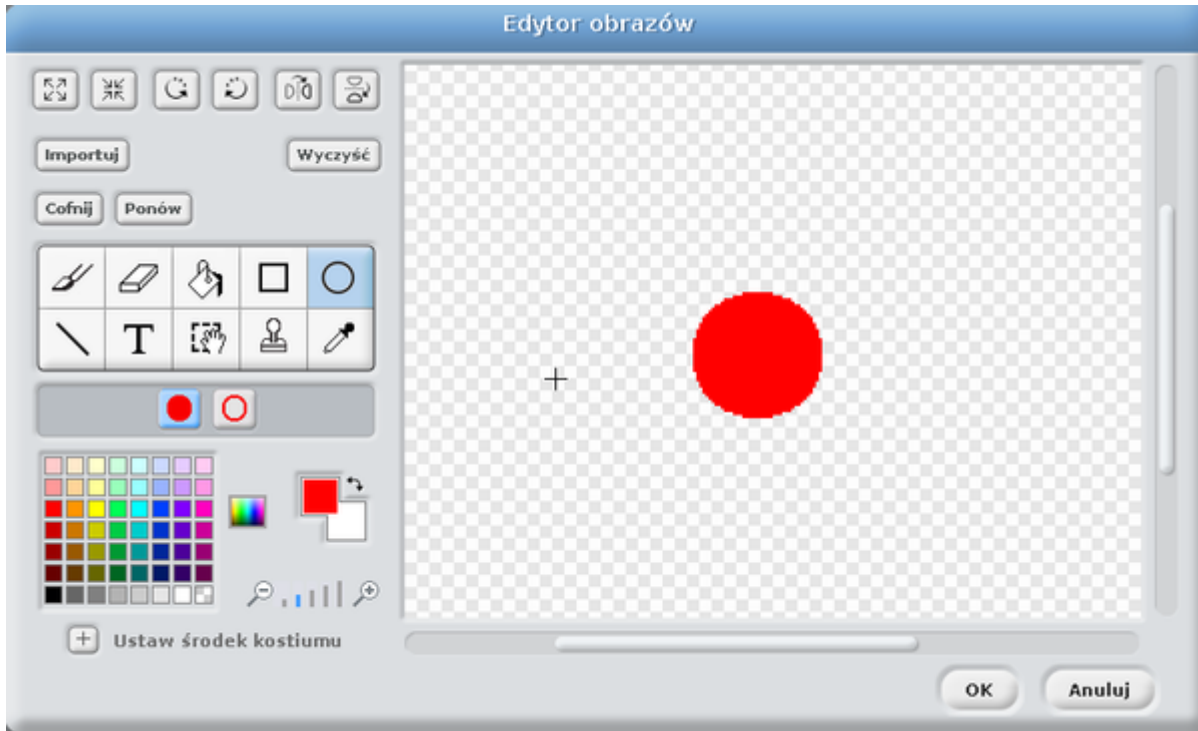 Edytor obrazów
Importuj Wyczyść
Cofnij Ponów
T
Ustaw środek kostiumu
OK Anuluj